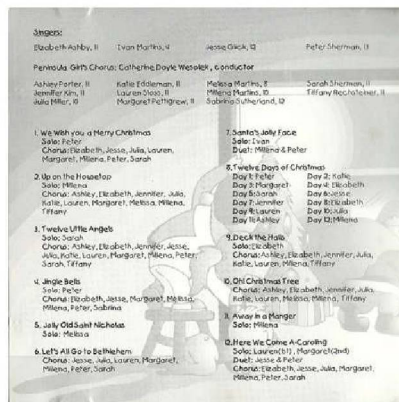 Singers:
Elizabeth Ashby, 11 Ivan Martins, 4 Jesse Glick, 12 Peter Sherman, 11
Peninsula Girl's Chorus: Catherine Doyle Wesolek, Conductor
Ashley Porter, 11 Katie Eddleman, 11 Melissa Martins, 8 Sarah Sherman, 11
Jennifer Kim, 11 Lauren Sloss, 11 Milena Martins, 10 Tiffany Rechsteiner, 11
Julia Miller, 10 Margaret Pettigrew, 11 Sabrina Sutherland, 12
1. We Wish you a Merry Christmas
Solo: Peter
Chorus: Elizabeth, Jesse, Julia, Lauren,
Margaret, Milena, Peter, Sarah
2. Up on the Housetop
Solo: Milena
Chorus: Ashley, Elizabeth, Jennifer, Julia,
Katie, Lauren, Margaret, Melissa, Milena,
Tiffany
3. Twelve Little Angels
Solo: Sarah
Chorus: Ashley, Elizabeth, Jennifer, Jesse,
Julia, Katie, Lauren, Margaret, Milena, Peter,
Sarah, Tiffany
4. Jingle Bells
Solo: Peter
Chorus: Elizabeth, Jesse, Margaret, Melissa,
Milena, Peter, Sabrina
5. Jolly Old Saint Nicholas
Solo: Melissa
6. Let's All Go to Bethlehem
Chorus: Jesse, Julia, Lauren, Margaret,
Milena, Peter, Sarah
7. Santa's Jolly Face
Solo: Ivan
Duet: Milena & Peter
8. Twelve Days of Christmas
Day 1: Peter Day 2: Katie
Day 3: Margaret Day 4: Elizabeth
Day 5: Sarah Day 6: Jesse
Day 7: Jennifer Day 8: Elizabeth
Day 9: Lauren Day 10: Julia
Day 11: Ashley Day 12: Milena
9. Deck the Halls
Solo: Elizabeth
Chorus: Ashley, Elizabeth, Jennifer, Julia,
Katie, Lauren, Milena, Tiffany
10. Oh! Christmas Tree
Chorus: Ashley, Elizabeth, Jennifer, Julia,
Katie, Lauren, Melissa, Milena, Tiffany
11. Away in a Manger
Solo: Milena
12. Here We Come A-Caroling
Solo: Lauren(1st), Margaret(2nd)
Duet: Jesse & Peter
Chorus: Elizabeth, Jesse, Julia, Margaret,
Milena, Peter, Sarah